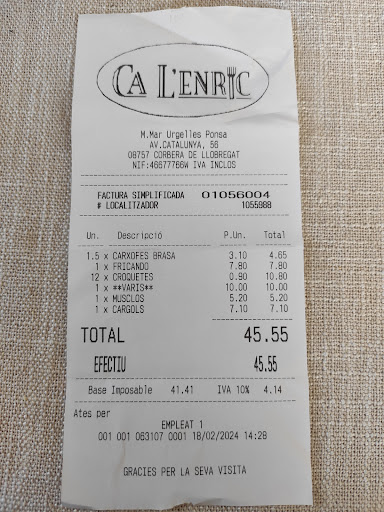 CA L'ENRIC
M.Mar Urgelles Ponsa
AV.CATALUNYA, 56
08757 CORBERA DE LLOBREGAT
NIF:46677766W IVA INCLOS
FACTURA SIMPLIFICADA 01056004
# LOCALITZADOR 1055988
Un. Descripció P.Un. Total
1.5 x CARXOFES BRASA 3.10 4.65
1 x FRICANDO 7.80 7.80
12 x CROQUETES 0.90 10.80
1 x **VARIS** 10.00 10.00
1 x MUSCLOS 5.20 5.20
1 x CARGOLS 7.10 7.10
TOTAL 45.55
EFECTIU 45.55
Base Imposable 41.41 IVA 10% 4.14
Ates per
EMPLEAT 1
001 001 063107 0001 18/02/2024 14:28
GRACIES PER LA SEVA VISITA